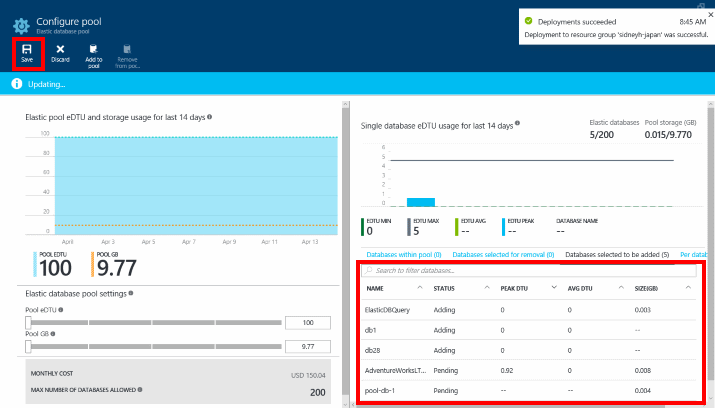 Configure pool
Elastic database pool
Save
Discard
Add to pool
Remove from poo...
Deployments succeeded 8:45 AM
Deployment to resource group 'sidneyh-japan' was successful.
Updating...
Elastic pool eDTU and storage usage for last 14 days
100
80
60
40
20
0
April Apr 3 Apr 5 Apr 7 Apr 9 Apr 11 Apr 13
POOL EDTU
100
POOL GB
9.77
Elastic database pool settings
Pool eDTU
100
Pool GB
9.77
MONTHLY COST USD 150.04
MAX NUMBER OF DATABASES ALLOWED 200
Single database eDTU usage for last 14 days
Elastic databases
5/200
Pool storage (GB)
0.015/9.770
6
5
4
3
2
1
0
EDTU MIN
0
EDTU MAX
5
EDTU AVG
--
EDTU PEAK
--
DATABASE NAME
--
Databases within pool (0) Databases selected for removal (0) Databases selected to be added (5) Per datab
Search to filter databases...
NAME STATUS PEAK DTU AVG DTU SIZE(GB)
ElasticDBQuery Adding 0 0 0.003
db1 Adding 0 0 --
db28 Adding 0 0 --
AdventureWorksLT... Pending 0.92 0 0.008
pool-db-1 Pending -- -- 0.004